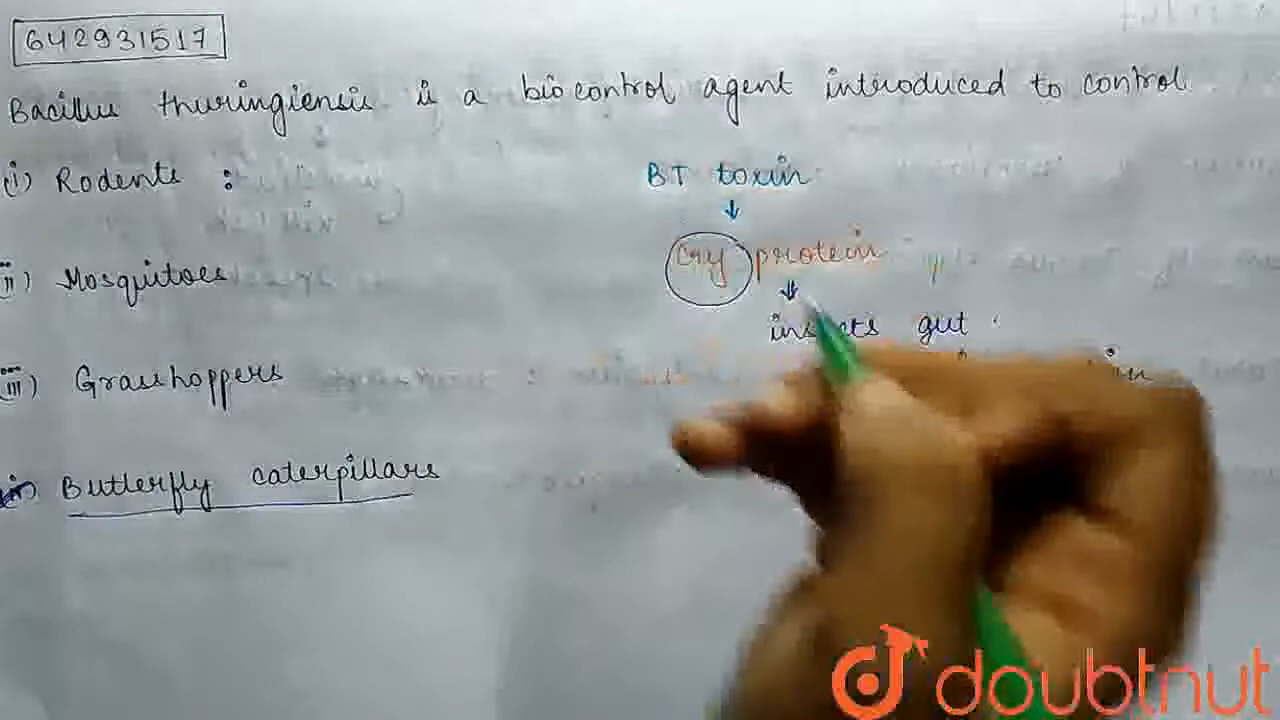 642931517
Bacillus thuringiensis is a biocontrol agent introduced to control
(i) Rodents :
(ii) Mosquitoes
(iii) Grasshoppers
Butterfly caterpillars
BT toxin
↓
Cry protein
↓
insects gut
doubtnut